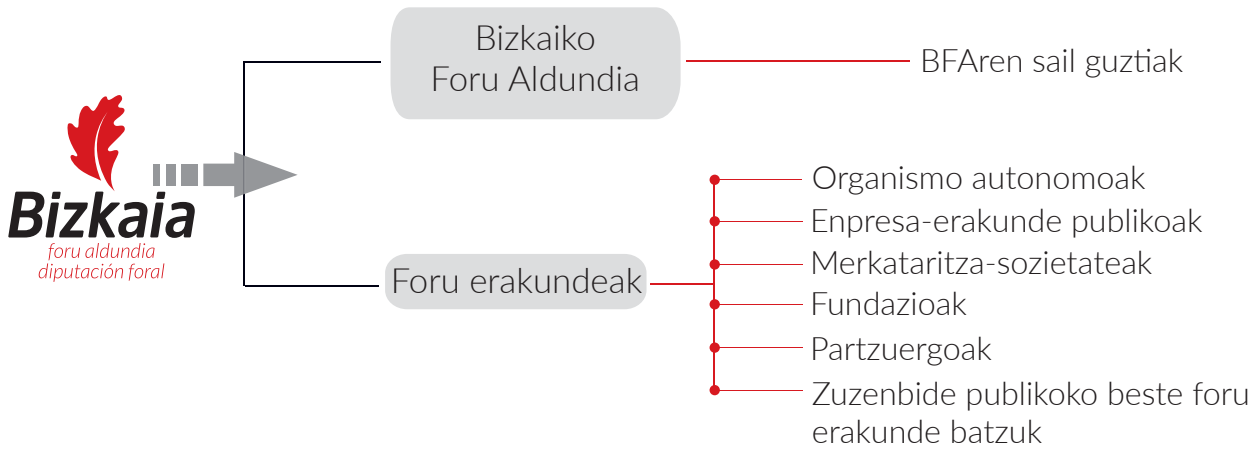 Bizkaia
foru aldundia
diputación foral
Bizkaiko
Foru Aldundia
BFAren sail guztiak
Foru erakundeak
Organismo autonomoak
Enpresa-erakunde publikoak
Merkataritza-sozietateak
Fundazioak
Partzuergoak
Zuzenbide publikoko beste foru
erakunde batzuk